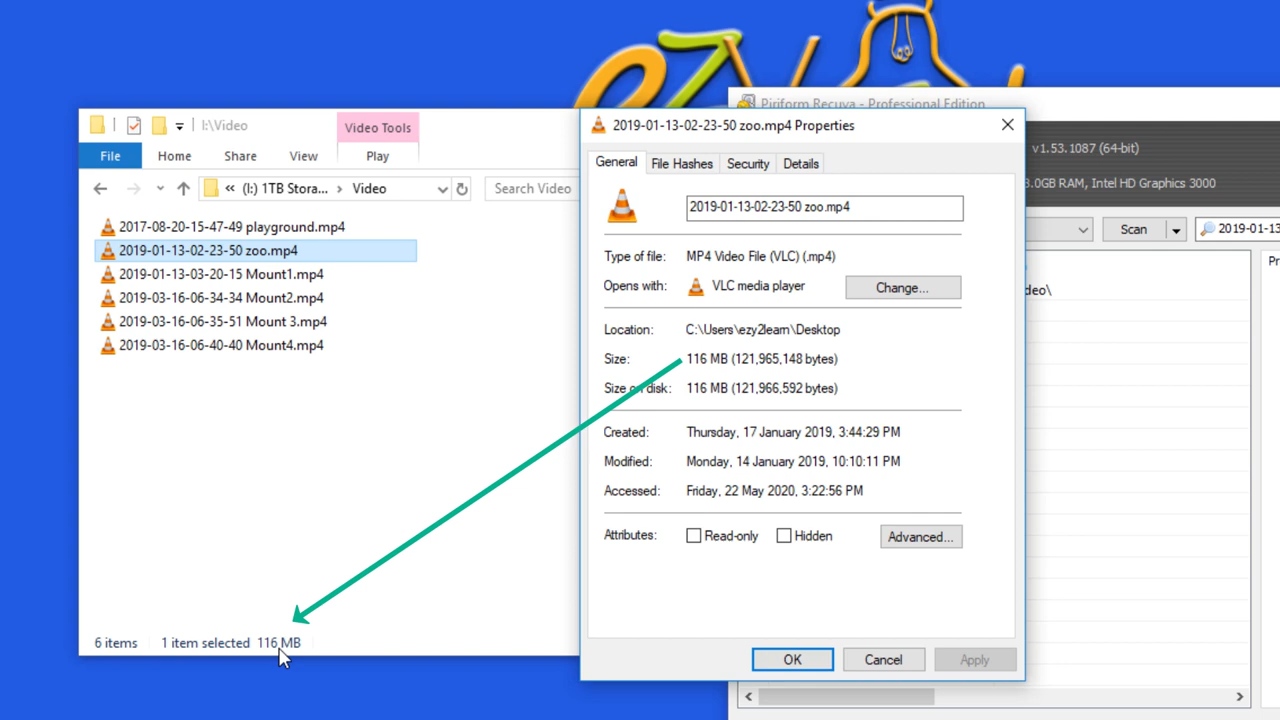 I:\Video
Video Tools
File
Home
Share
View
Play
« (I:) 1TB Stora... › Video
Search Video
2017-08-20-15-47-49 playground.mp4
2019-01-13-02-23-50 zoo.mp4
2019-01-13-03-20-15 Mount1.mp4
2019-03-16-06-34-34 Mount2.mp4
2019-03-16-06-35-51 Mount 3.mp4
2019-03-16-06-40-40 Mount4.mp4
6 items 1 item selected 116 MB
2019-01-13-02-23-50 zoo.mp4 Properties
General
File Hashes
Security
Details
2019-01-13-02-23-50 zoo.mp4
Type of file: MP4 Video File (VLC) (.mp4)
Opens with: VLC media player
Change...
Location: C:\Users\ezy2learn\Desktop
Size: 116 MB (121,965,148 bytes)
Size on disk: 116 MB (121,966,592 bytes)
Created: Thursday, 17 January 2019, 3:44:29 PM
Modified: Monday, 14 January 2019, 10:10:11 PM
Accessed: Friday, 22 May 2020, 3:22:56 PM
Attributes: Read-only Hidden
Advanced...
OK
Cancel
Apply
Piriform Recuva - Professional Edition
v1.53.1087 (64-bit)
.0GB RAM, Intel HD Graphics 3000
Scan
2019-01-13
deo\